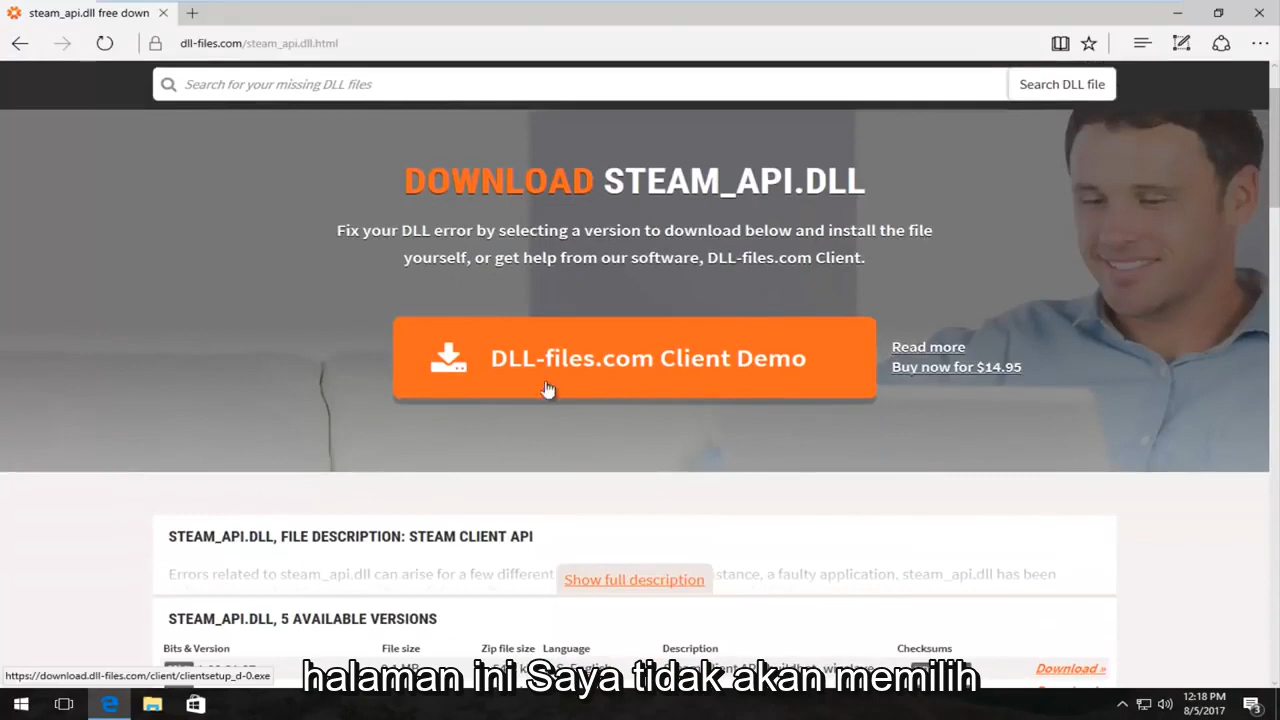 steam_api.dll free down
dll-files.com/steam_api.dll.html
Search for your missing DLL files
Search DLL file
DOWNLOAD STEAM_API.DLL
Fix your DLL error by selecting a version to download below and install the file
yourself, or get help from our software, DLL-files.com Client.
DLL-files.com Client Demo
Read more
Buy now for $14.95
STEAM_API.DLL, FILE DESCRIPTION: STEAM CLIENT API
Errors related to steam_api.dll can arise for a few different
Show full description
a faulty application, steam_api.dll has been
STEAM_API.DLL, 5 AVAILABLE VERSIONS
Bits & Version File size Zip file size Language Description Checksums
Download »
https://download.dll-files.com/client/clientsetup_d-0.exe
halaman ini Saya tidak akan memilih
12:18 PM
8/5/2017
3